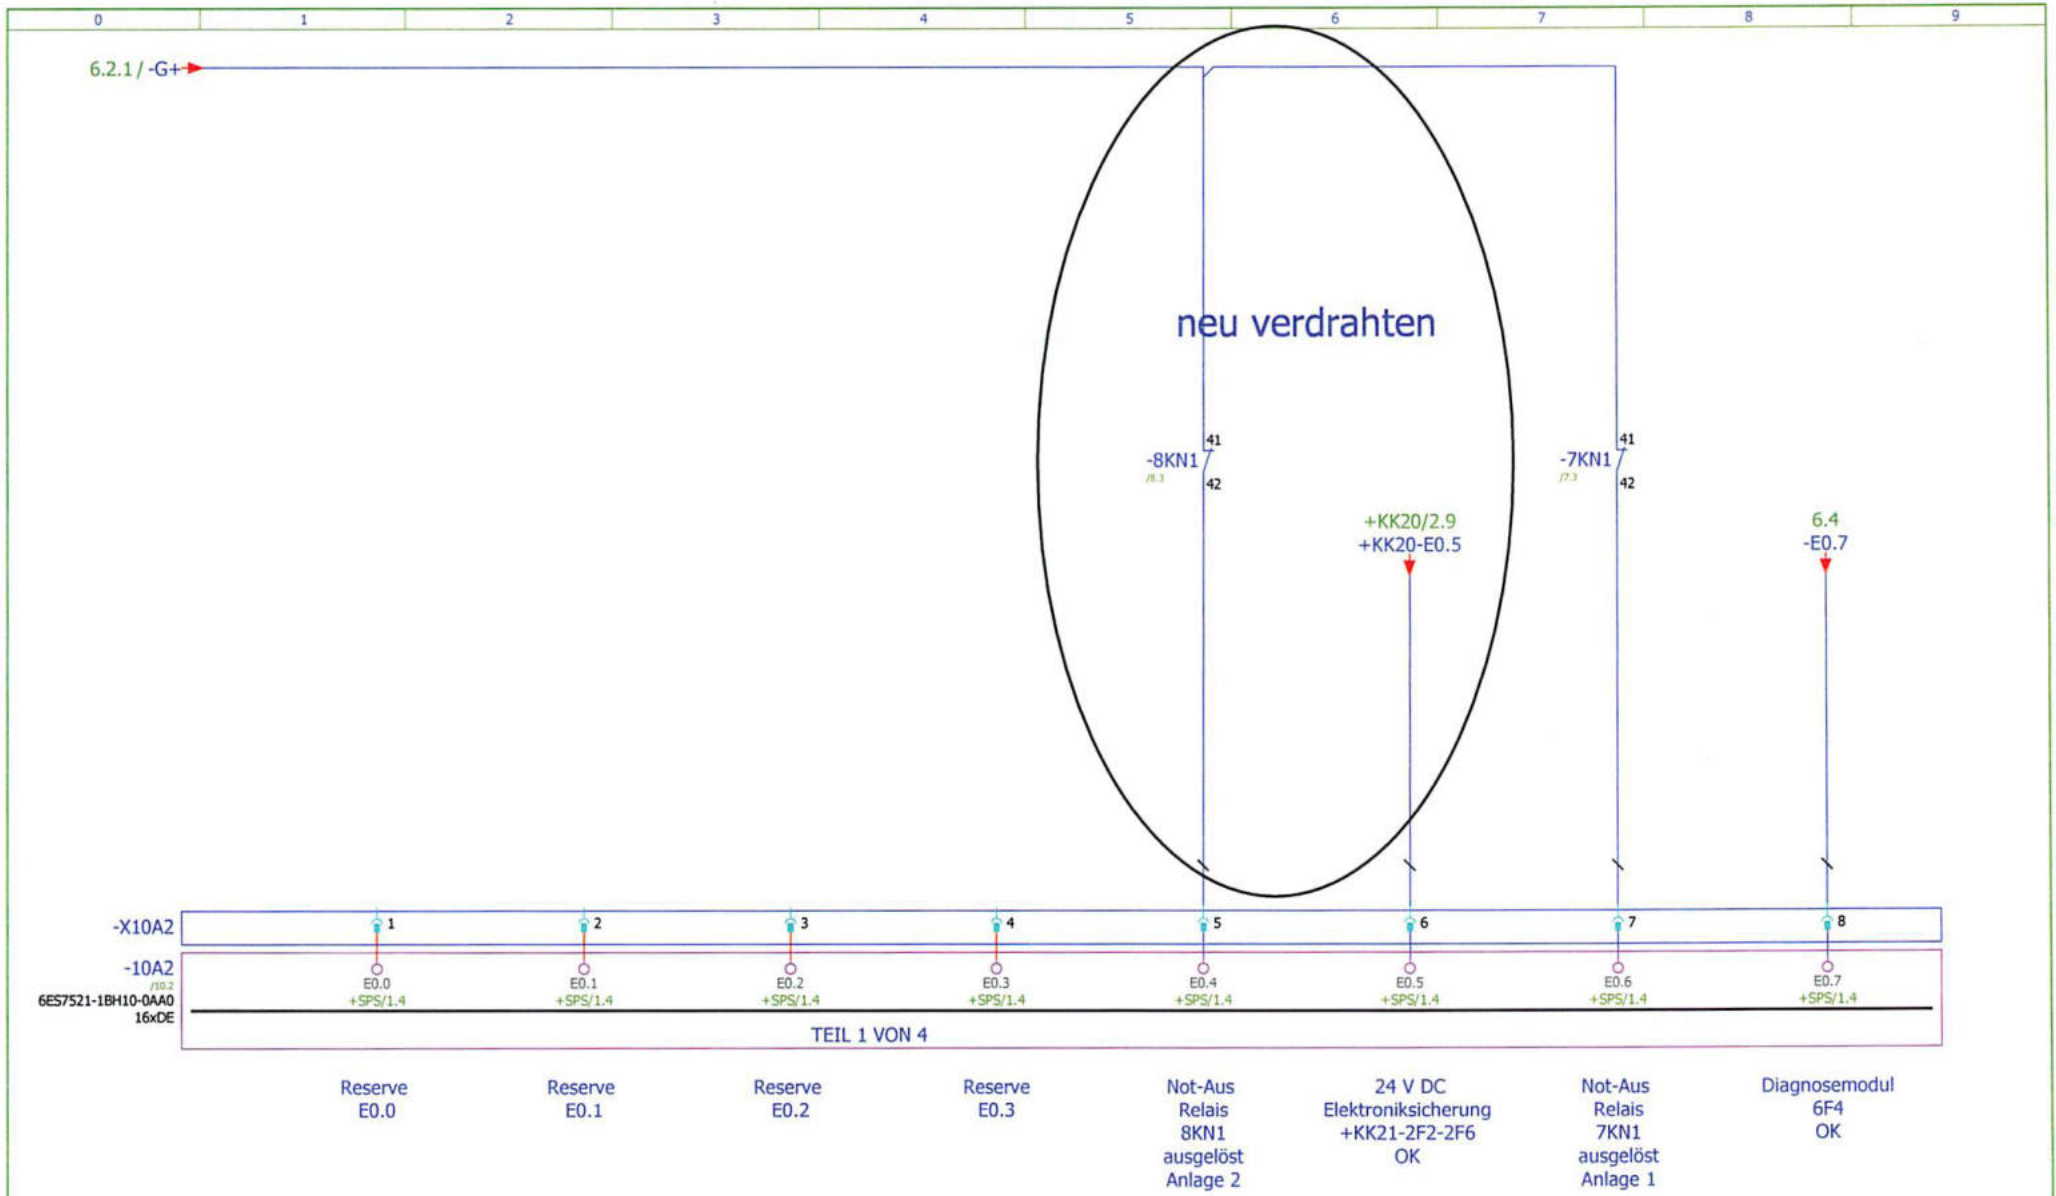 0 1 2 3 4 5 6 7 8 9
6.2.1 / -G+
neu verdrahten
41 41
-8KN1 -7KN1
/8.3 /7.3
42 42
+KK20/2.9 6.4
+KK20-E0.5 -E0.7
-X10A2 1 2 3 4 5 6 7 8
-10A2
/10.2 E0.0 E0.1 E0.2 E0.3 E0.4 E0.5 E0.6 E0.7
6ES7521-1BH10-0AA0 +SPS/1.4 +SPS/1.4 +SPS/1.4 +SPS/1.4 +SPS/1.4 +SPS/1.4 +SPS/1.4 +SPS/1.4
16xDE
TEIL 1 VON 4
Reserve Reserve Reserve Reserve Not-Aus 24 V DC Not-Aus Diagnosemodul
E0.0 E0.1 E0.2 E0.3 Relais Elektroniksicherung Relais 6F4
8KN1 +KK21-2F2-2F6 7KN1 OK
ausgelöst OK ausgelöst
Anlage 2 Anlage 1